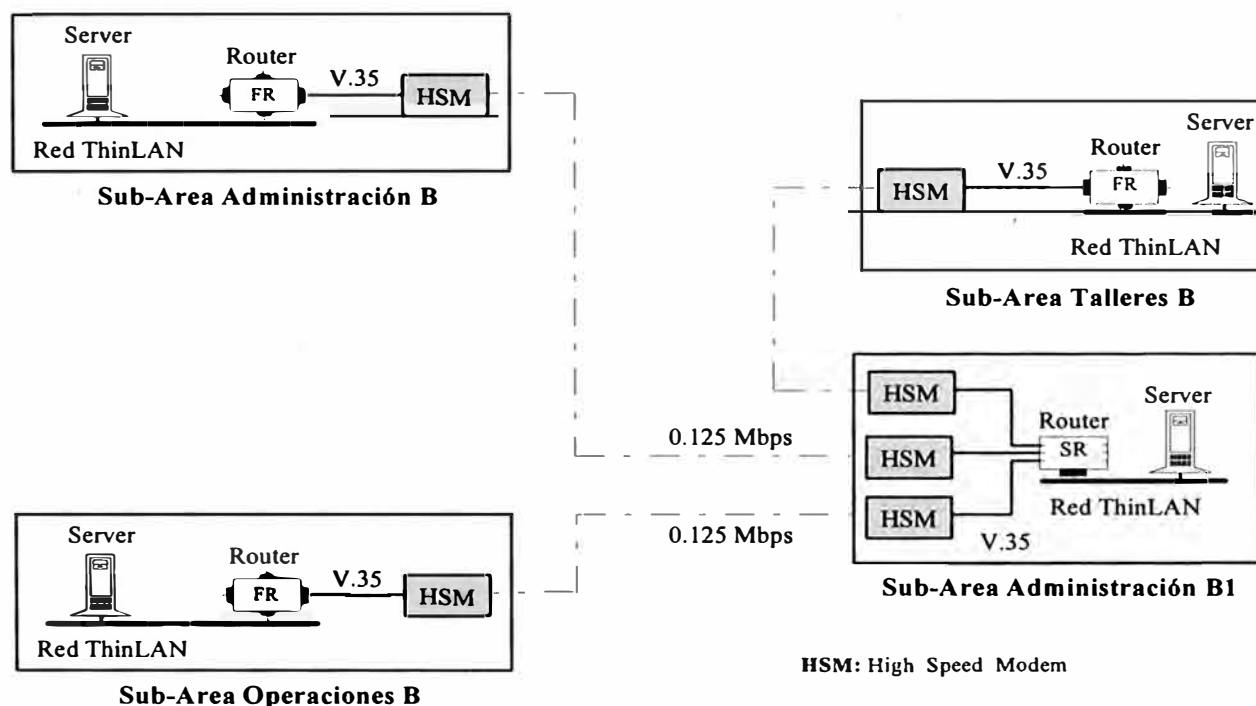 Server
Router
V.35
FR
HSM
Red ThinLAN
Sub-Area Administración B
Server
Router
V.35
HSM
FR
Red ThinLAN
Sub-Area Talleres B
HSM
Server
Router
0.125 Mbps
SR
HSM
HSM
Red ThinLAN
0.125 Mbps
V.35
Sub-Area Administración B1
Server
Router
V.35
FR
HSM
Red ThinLAN
Sub-Area Operaciones B
HSM: High Speed Modem